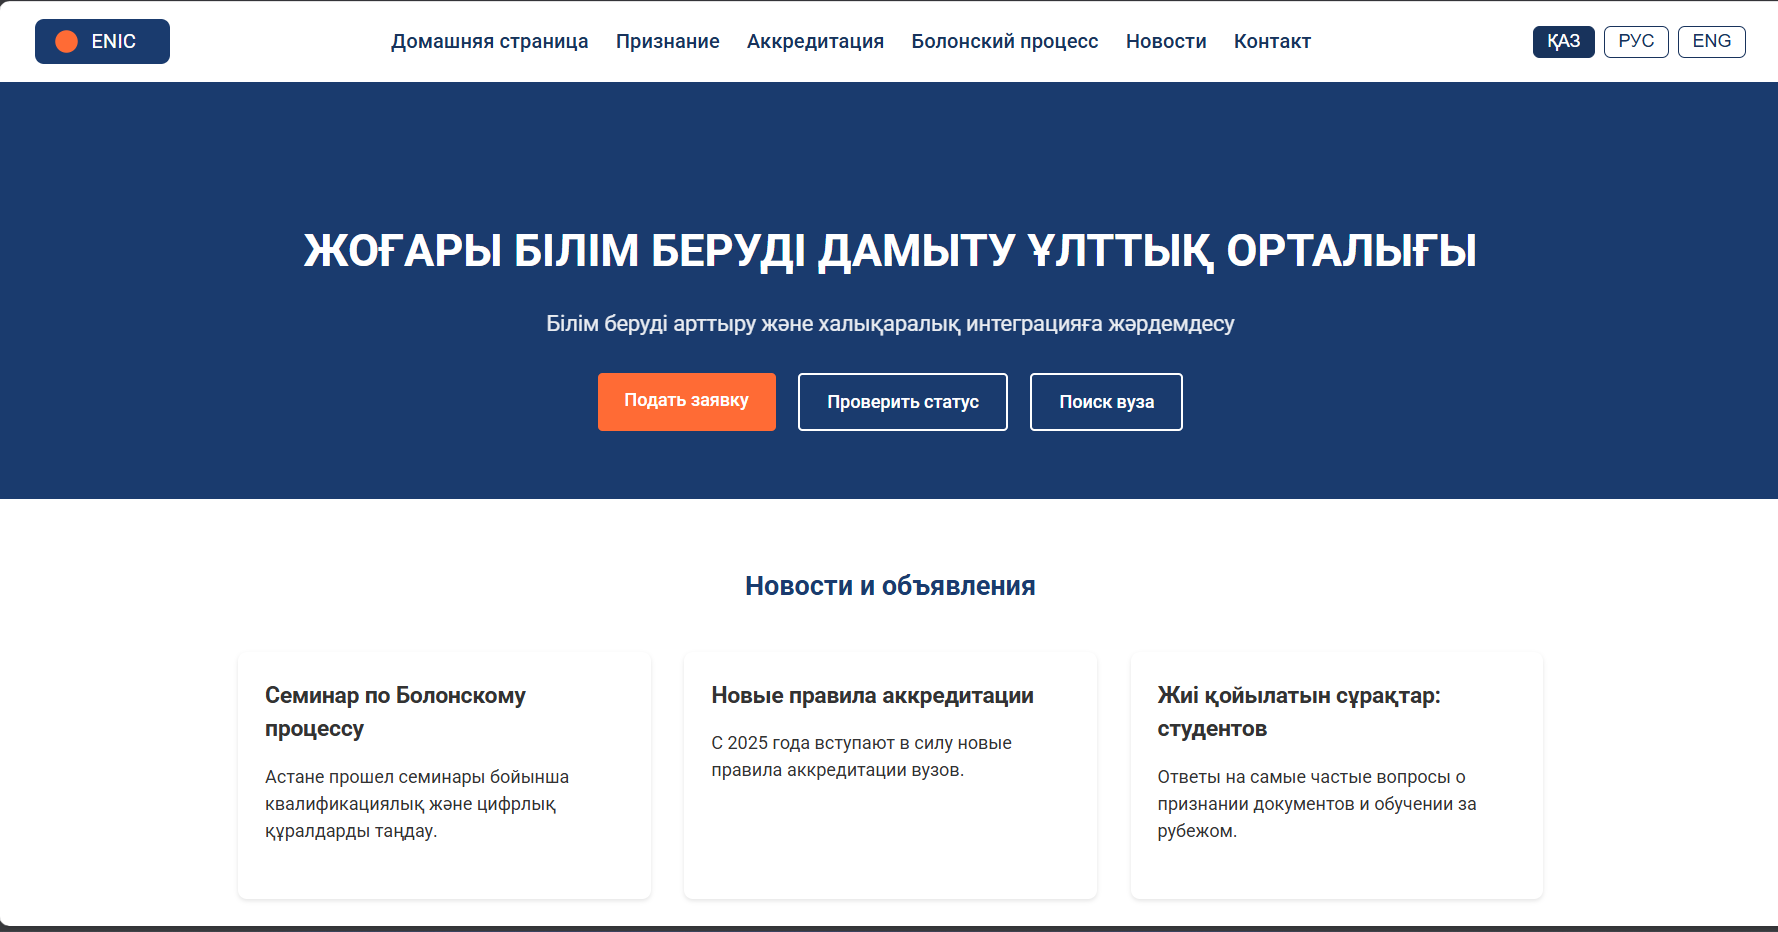 ENIC
Домашняя страница Признание Аккредитация Болонский процесс Новости Контакт
ҚАЗ РУС ENG
ЖОҒАРЫ БІЛІМ БЕРУДІ ДАМЫТУ ҰЛТТЫҚ ОРТАЛЫҒЫ
Білім беруді арттыру және халықаралық интеграцияға жәрдемдесу
Подать заявку Проверить статус Поиск вуза
Новости и объявления
Семинар по Болонскому
процессу
Астане прошел семинары бойынша
квалификациялық және цифрлық
құралдарды таңдау.
Новые правила аккредитации
С 2025 года вступают в силу новые
правила аккредитации вузов.
Жиі қойылатын сұрақтар:
студентов
Ответы на самые частые вопросы о
признании документов и обучении за
рубежом.